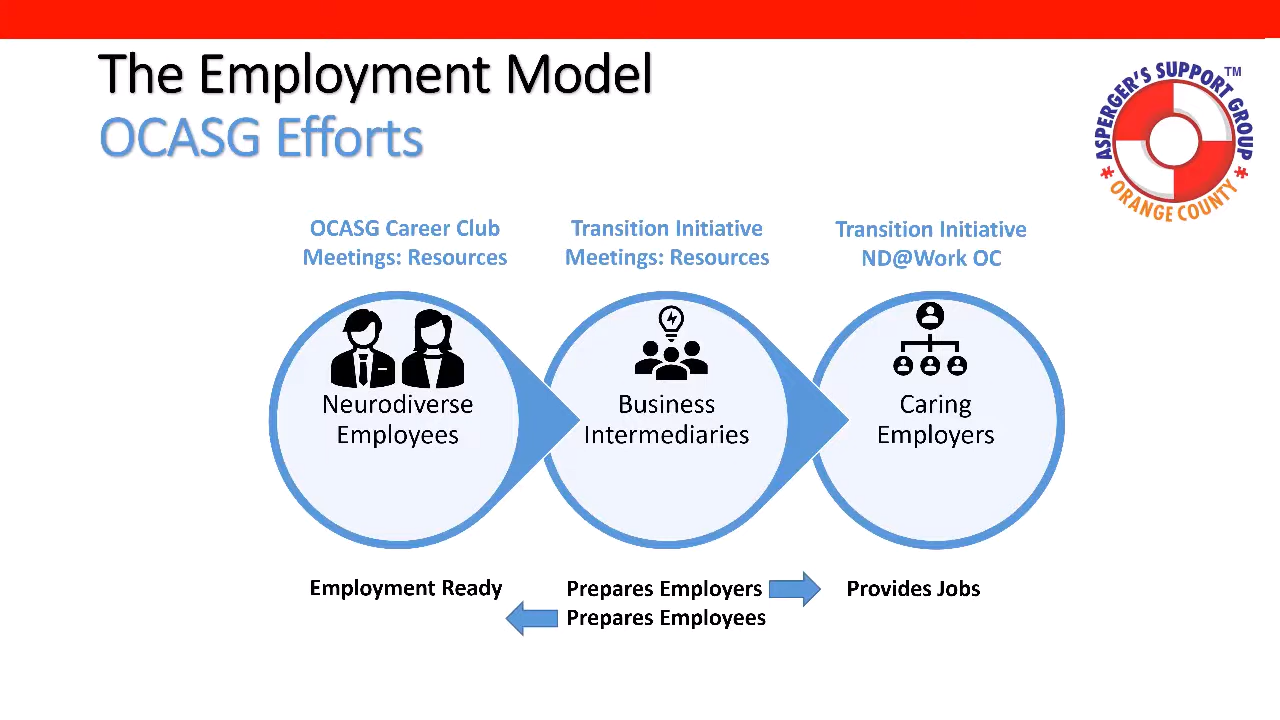 The Employment Model
OCASG Efforts
ASPERGER'S SUPPORT GROUP™
* ORANGE COUNTY *
OCASG Career Club
Meetings: Resources
Transition Initiative
Meetings: Resources
Transition Initiative
ND@Work OC
Neurodiverse
Employees
Business
Intermediaries
Caring
Employers
Employment Ready
Prepares Employers
Prepares Employees
Provides Jobs